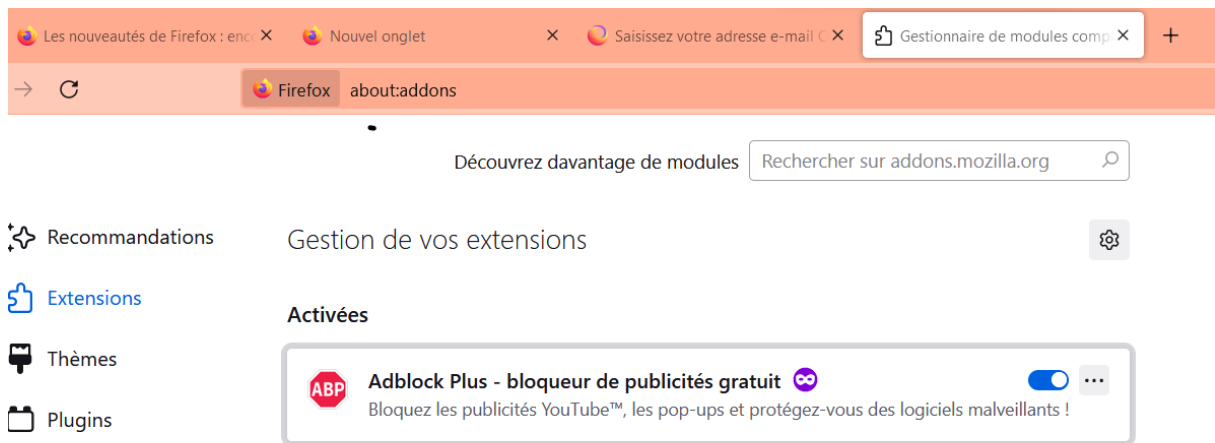 Les nouveautés de Firefox : enco
Nouvel onglet
Saisissez votre adresse e-mail
Gestionnaire de modules comp
Firefox about:addons
Découvrez davantage de modules Rechercher sur addons.mozilla.org
Recommandations
Gestion de vos extensions
Extensions
Activées
Thèmes
ABP
Adblock Plus - bloqueur de publicités gratuit
Bloquez les publicités YouTube™, les pop-ups et protégez-vous des logiciels malveillants !
Plugins